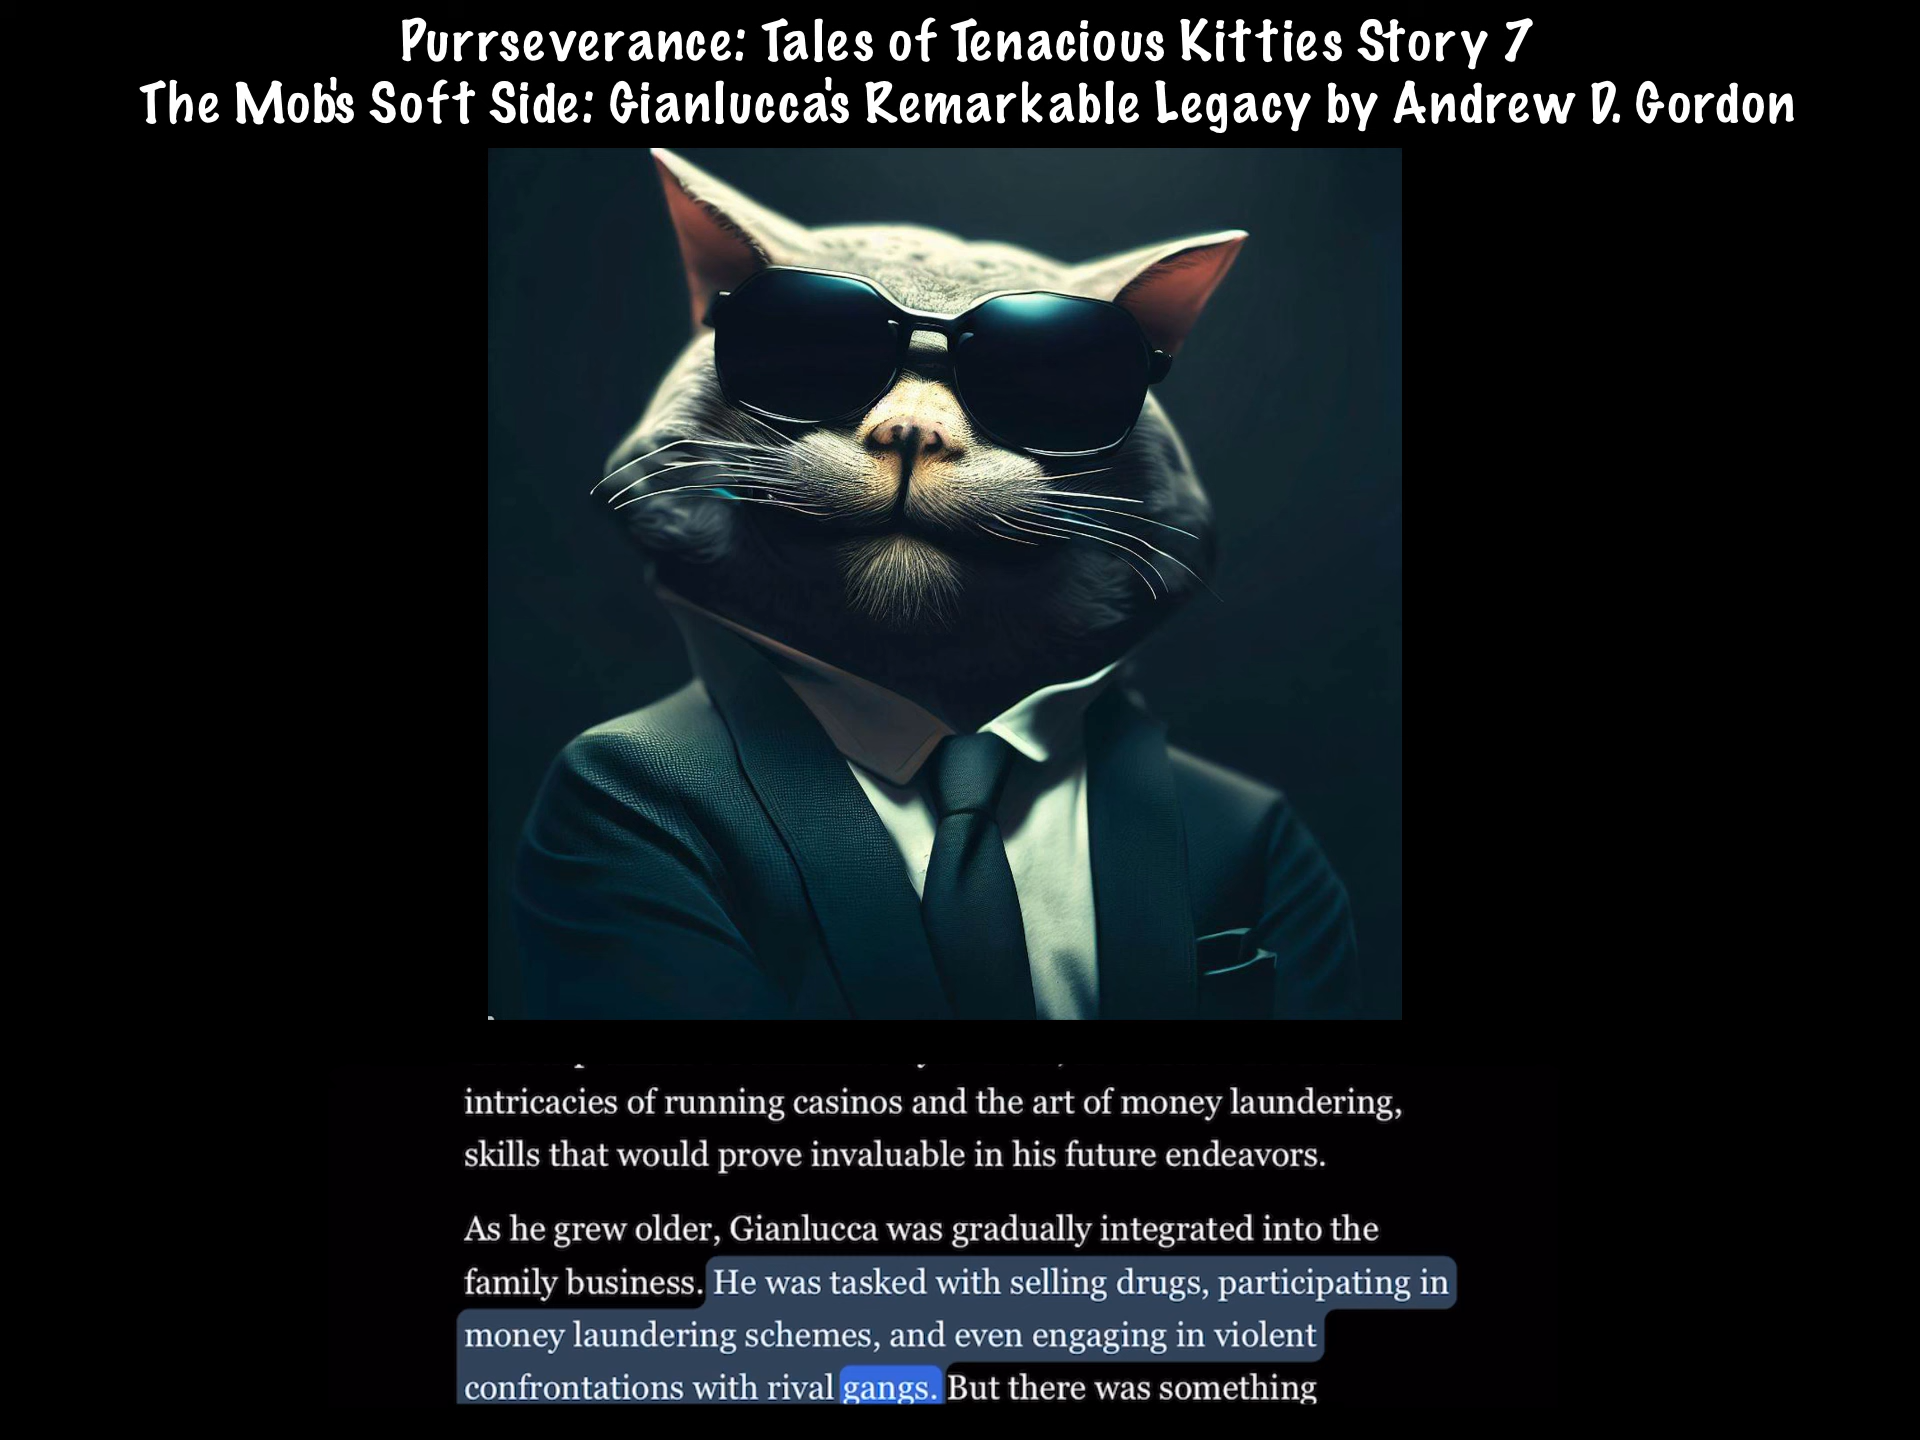 Purrseverance: Tales of Tenacious Kitties Story 7
The Mob's Soft Side: Gianlucca's Remarkable Legacy by Andrew D. Gordon
intricacies of running casinos and the art of money laundering,
skills that would prove invaluable in his future endeavors.
As he grew older, Gianlucca was gradually integrated into the
family business. He was tasked with selling drugs, participating in
money laundering schemes, and even engaging in violent
confrontations with rival gangs. But there was something